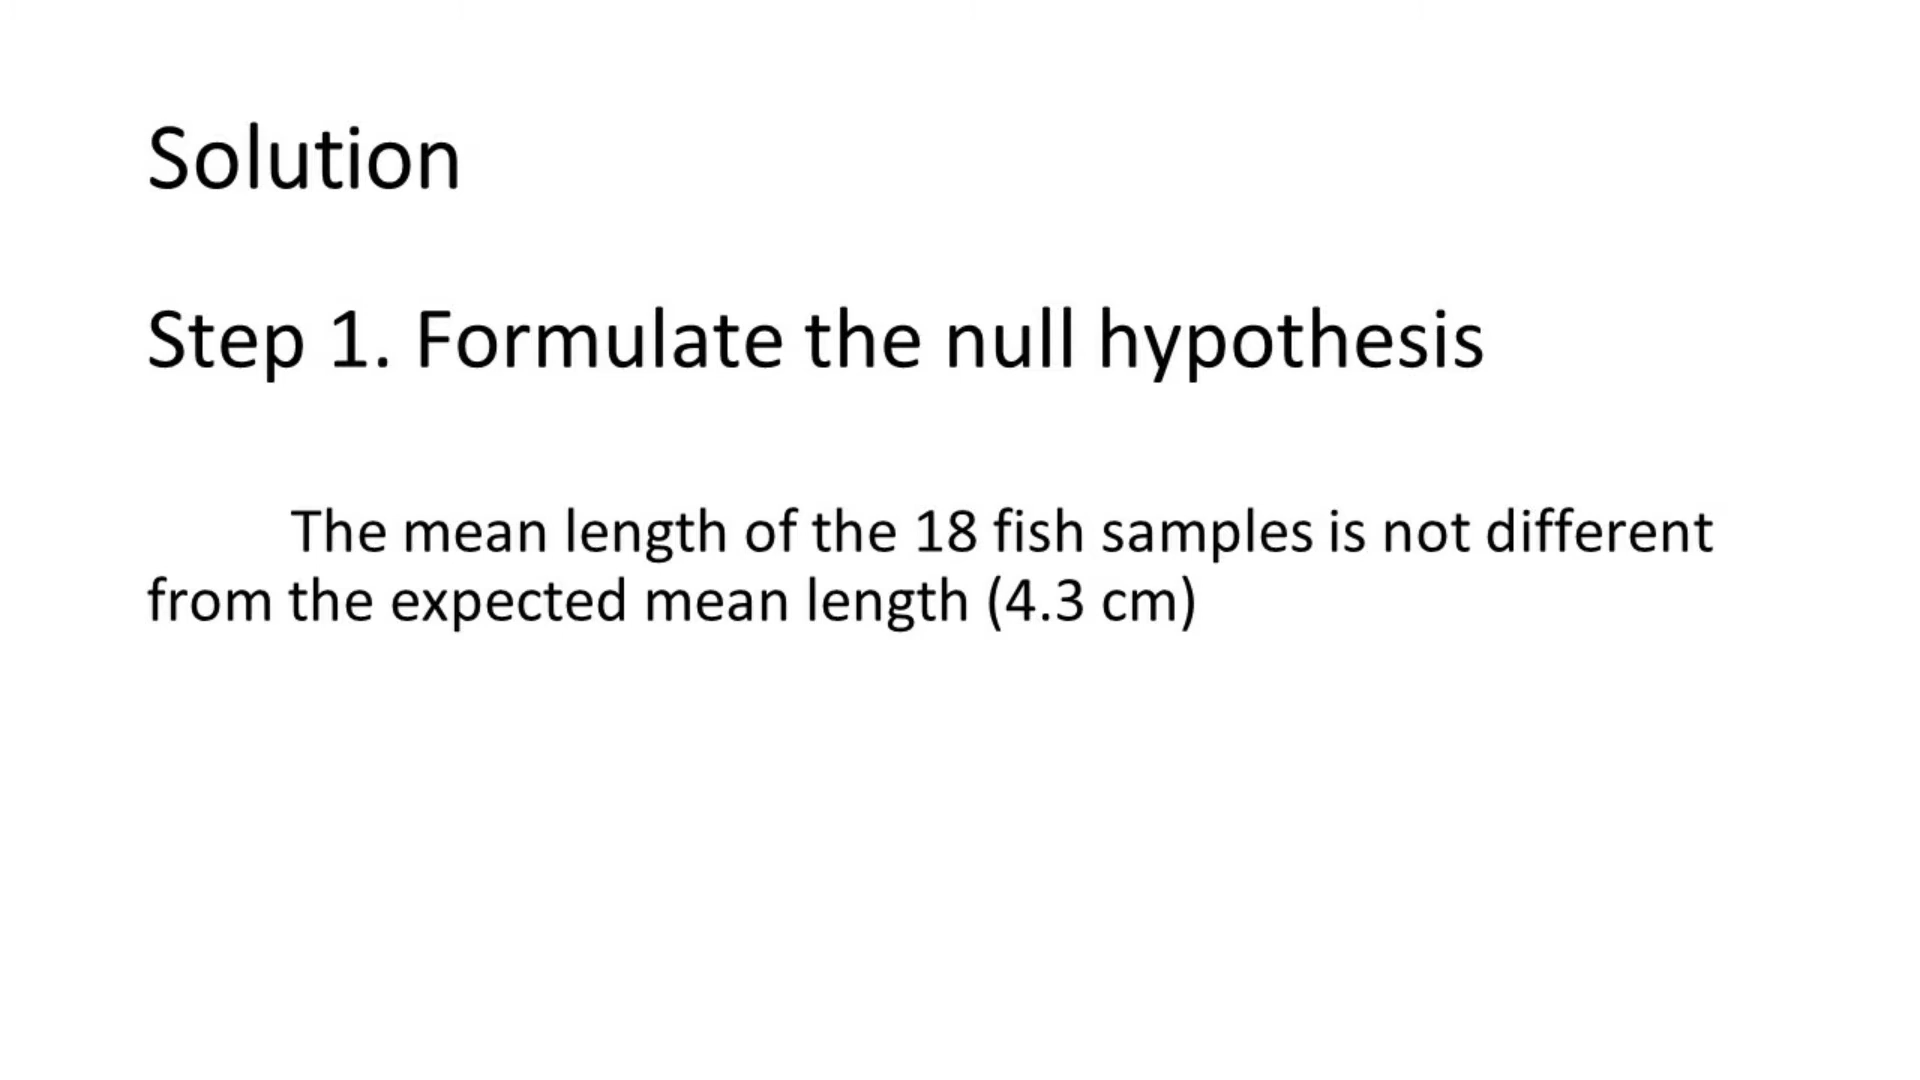 Solution
Step 1. Formulate the null hypothesis
The mean length of the 18 fish samples is not different
from the expected mean length (4.3 cm)